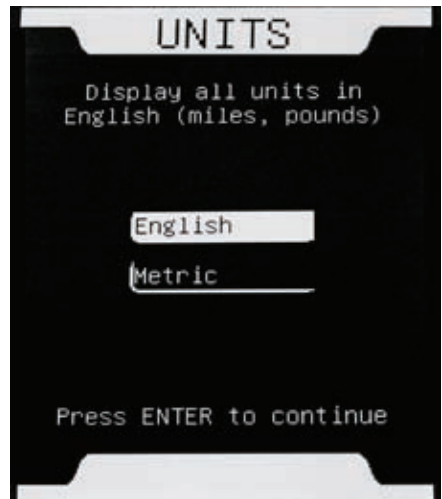 UNITS
Display all units in
English (miles, pounds)
English
Metric
Press ENTER to continue